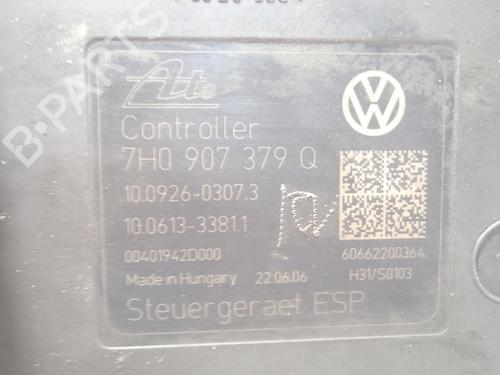 Ate
Controller
7H0 907 379 Q
10.0926-0307.3
10.0613-3381.1
00401942D000
60662200364
Made in Hungary 22.06.06 H31/S0103
Steuergeraet ESP
B-PARTS